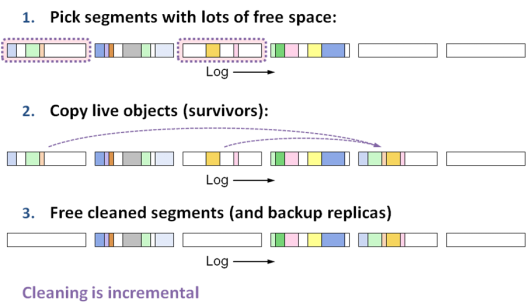 1. Pick segments with lots of free space:
Log
2. Copy live objects (survivors):
Log
3. Free cleaned segments (and backup replicas)
Log
Cleaning is incremental